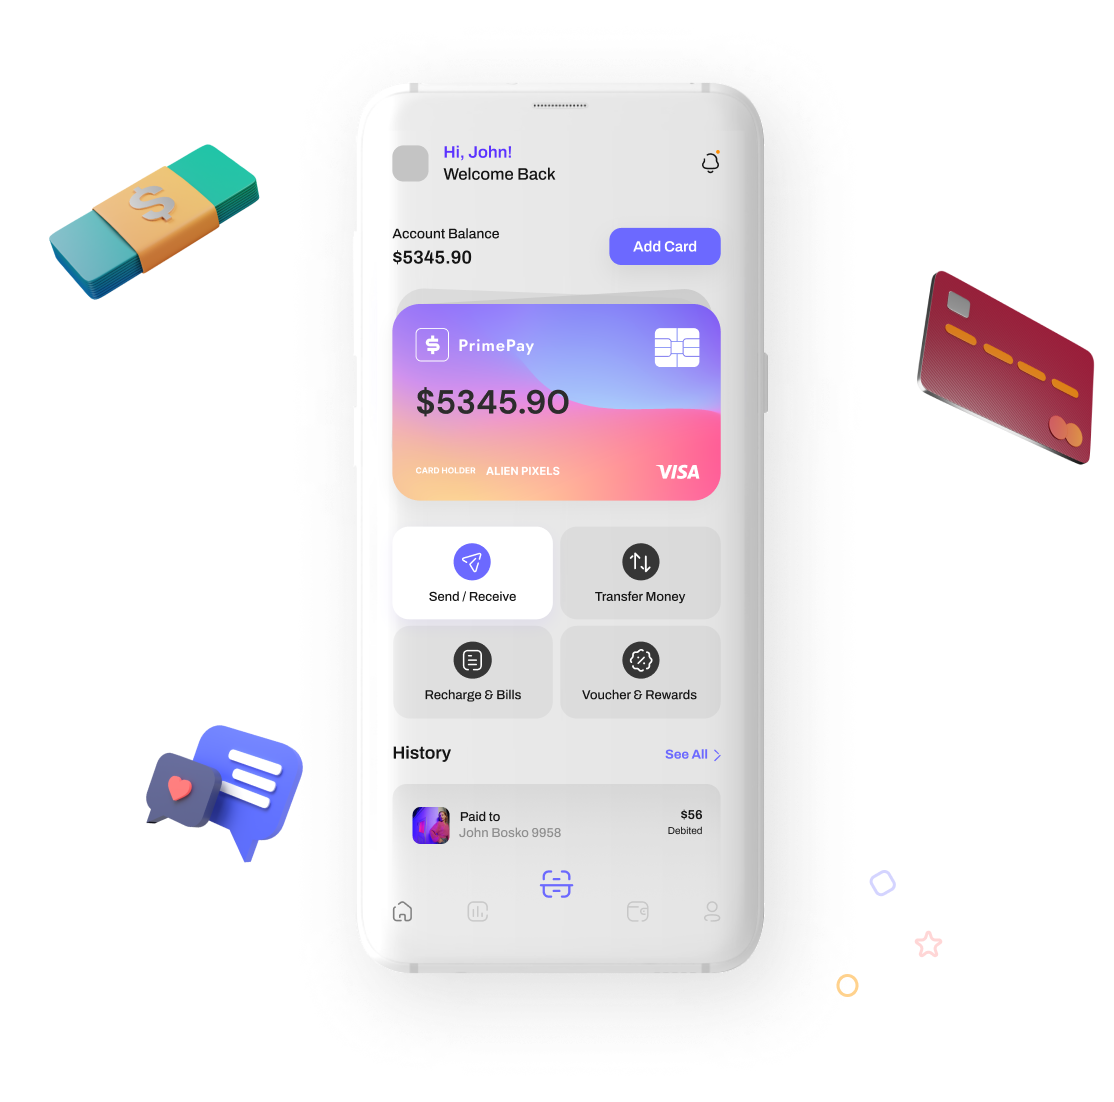 Hi, John!
Welcome Back
Account Balance
$5345.90
Add Card
$ PrimePay
$5345.90
CARD HOLDER ALIEN PIXELS
VISA
Send / Receive
Transfer Money
Recharge & Bills
Voucher & Rewards
History
See All
Paid to
$56
John Bosko 9958
Debited
$